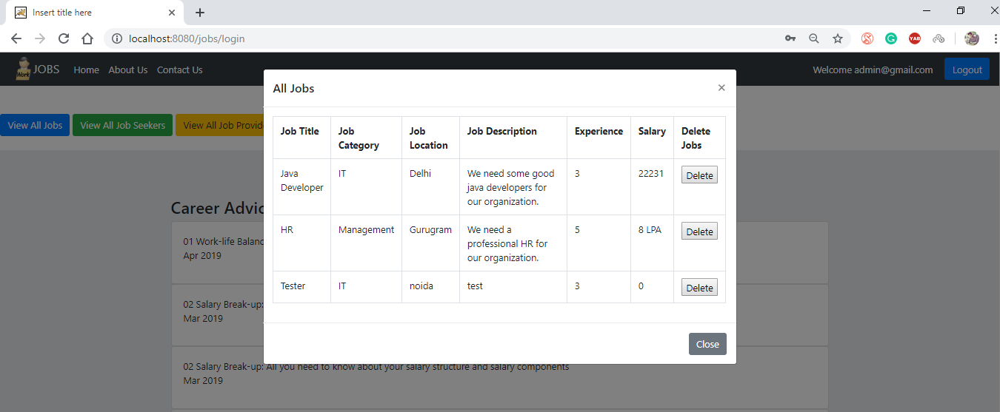 Insert title here
localhost:8080/jobs/login
YAB
Work
JOBS Home About Us Contact Us Welcome admin@gmail.com Logout
All Jobs ×
View All Jobs View All Job Seekers View All Job Provide
Job Title Job Category Job Location Job Description Experience Salary Delete Jobs
Java Developer IT Delhi We need some good java developers for our organization. 3 22231 Delete
HR Management Gurugram We need a professional HR for our organization. 5 8 LPA Delete
Tester IT noida test 3 0 Delete
Close
Career Advic
01 Work-life Balanc
Apr 2019
02 Salary Break-up:
Mar 2019
02 Salary Break-up: All you need to know about your salary structure and salary components
Mar 2019